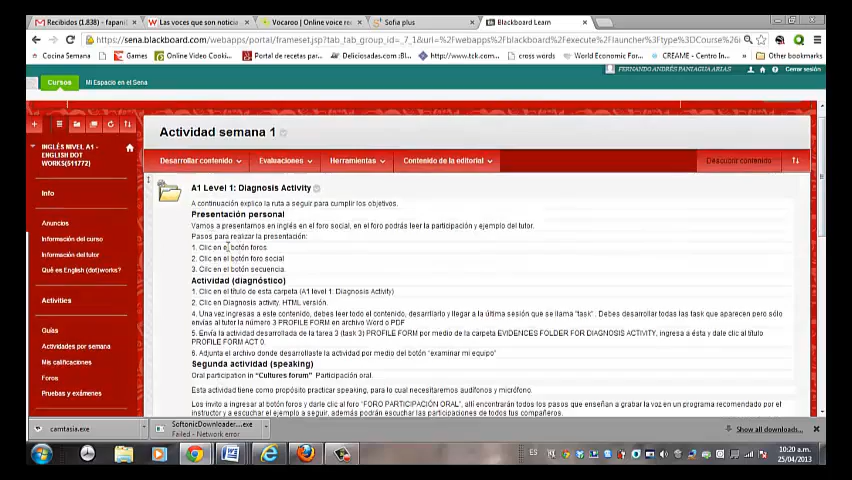 Recibidos (1.838) - fapani
Las voces que son noticia
Vocaroo | Online voice re
Sofia plus
Blackboard Learn
https://sena.blackboard.com/webapps/portal/frameset.jsp?tab_tab_group_id=_7_1&url=%2Fwebapps%2Fblackboard%2Fexecute%2Flauncher%3Ftype%3DCourse%26
Cocina Semana
Games
Online Video Cutti...
Portal de recetas par...
Deliciosadas.com :Bl...
http://www.tck.com...
cross words
World Economic For...
CREAME - Centro In...
Other bookmarks
Cursos
Mi Espacio en el Sena
Cerrar sesión
Actividad semana 1
INGLÉS NIVEL A1 -
ENGLISH DOT
WORKS(511772)
Desarrollar contenido
Evaluaciones
Herramientas
Contenido de la editorial
Descubrir contenido
Info
Anuncios
Información del curso
Información del tutor
Qué es English (dot)works?
Activities
Guías
Actividades por semana
Mis calificaciones
Foros
Pruebas y exámenes
1
A1 Level 1: Diagnosis Activity
A continuación explico la ruta a seguir para cumplir los objetivos.
Presentación personal
Vamos a presentarnos en inglés en el foro social, en el foro podrás leer la participación y ejemplo del tutor.
Pasos para realizar la presentación:
1. Clic en el botón foros
2. Clic en el botón foro social
3. Clic en el botón secuencia.
Actividad (diagnóstico)
1. Clic en el título de esta carpeta (A1 level 1: Diagnosis Activity)
2. Clic en Diagnosis activity. HTML versión.
4. Una vez ingresas a este contenido, debes leer todo el contenido, desarrllarlo y llegar a la última sesión que se llama "task" . Debes desarrollar todas las task que aparecen pero sólo
envías al tutor la número 3 PROFILE FORM en archivo Word o PDF
5. Envía la actividad desarrollada de la tarea 3 (task 3) PROFILE FORM por medio de la carpeta EVIDENCES FOLDER FOR DIAGNOSIS ACTIVITY, ingresa a ésta y dale clic al título
PROFILE FORM ACT 0.
6. Adjunta el archivo donde desarrollaste la actividad por medio del botón "examinar mi equipo"
Segunda actividad (speaking)
Oral participation in "Cultures forum" Participación oral.
Esta actividad tiene como propósito practicar speaking, para lo cual necesitaremos audífonos y micrófono.
Los invito a ingresar al botón foros y darle clic al foro "FORO PARTICIPACIÓN ORAL", allí encontrarán todos los pasos que enseñan a grabar la voz en un programa recomendado por el
instructor y a escuchar el ejemplo a seguir, además podrán escuchar las participaciones de todos tus compañeros.
camtasia.exe
SoftonicDownloader...exe
Failed - Network error
Show all downloads...
ES
10:20 a.m.
25/04/2013